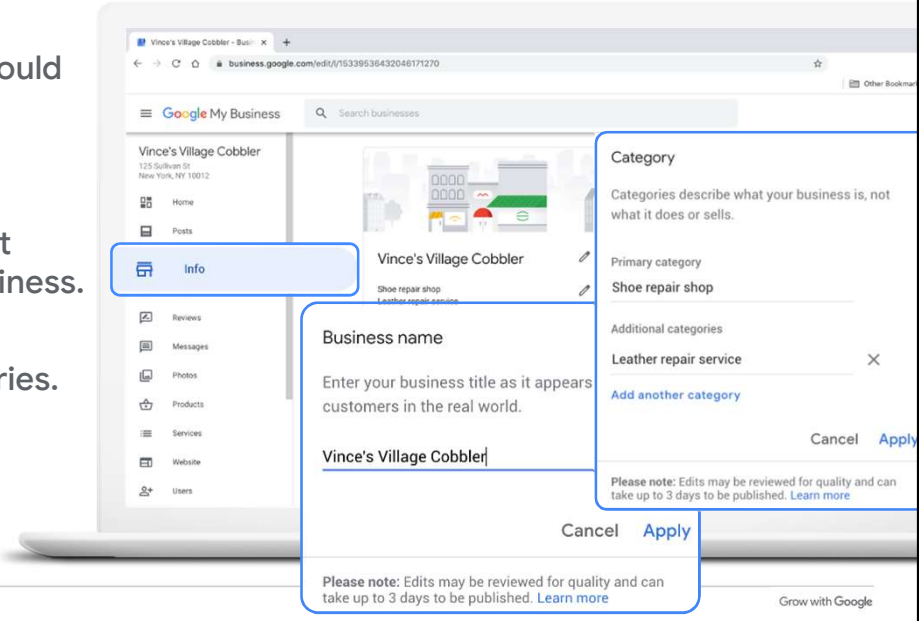 ould
t
iness.
ries.
Vince's Village Cobbler - Busin
business.google.com/edit/l/15339536432046171270
Other Bookmar
Google My Business
Search businesses
Vince's Village Cobbler
125 Sullivan St
New York, NY 10012
Home
Posts
Info
Reviews
Messages
Photos
Products
Services
Website
Users
Vince's Village Cobbler
Shoe repair shop
Leather repair service
Business name
Enter your business title as it appears
customers in the real world.
Vince's Village Cobbler
Cancel Apply
Please note: Edits may be reviewed for quality and can
take up to 3 days to be published. Learn more
Category
Categories describe what your business is, not
what it does or sells.
Primary category
Shoe repair shop
Additional categories
Leather repair service
Add another category
Cancel Apply
Please note: Edits may be reviewed for quality and can
take up to 3 days to be published. Learn more
Grow with Google